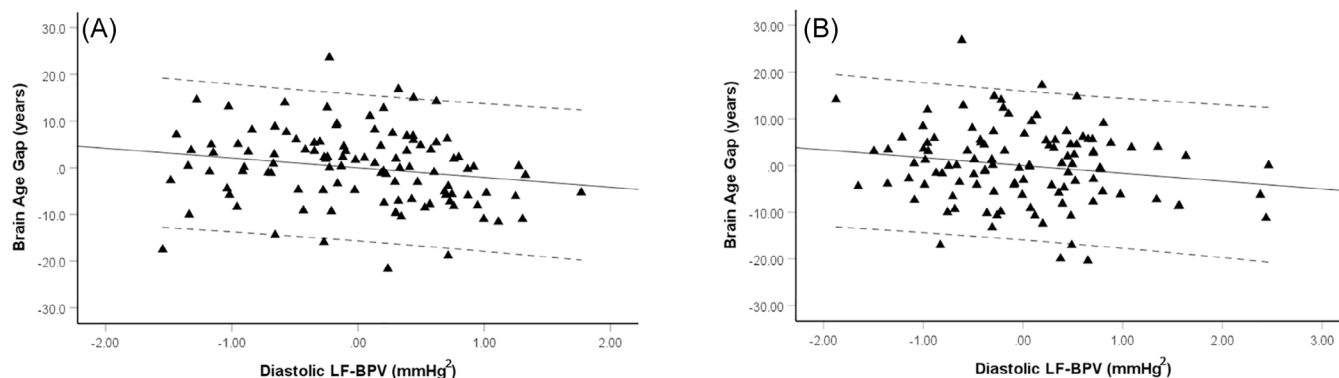 (A)
30.0
20.0
10.0
.0
-10.0
-20.0
-30.0
Brain Age Gap (years)
-2.00 -1.00 .00 1.00 2.00
Diastolic LF-BPV (mmHg²)
(B)
30.00
20.00
10.00
.00
-10.00
-20.00
-30.00
Brain Age Gap (years)
-2.00 -1.00 .00 1.00 2.00 3.00
Diastolic LF-BPV (mmHg²)